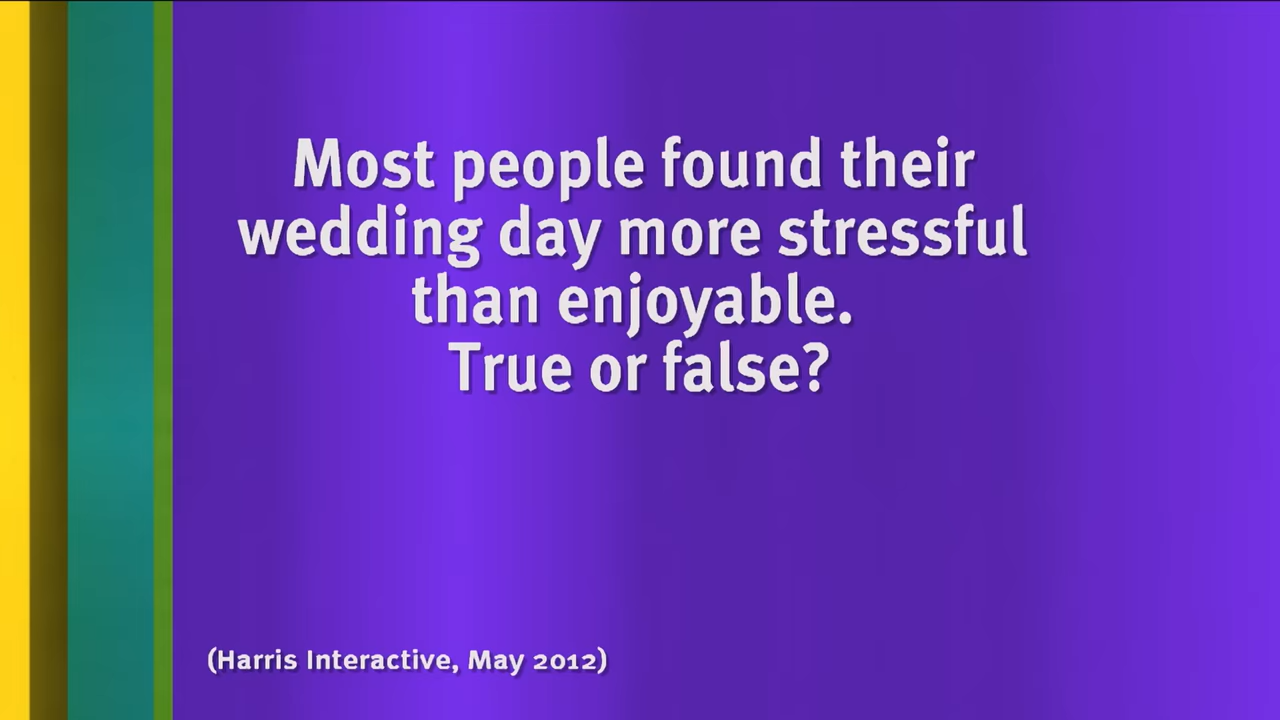 Most people found their
wedding day more stressful
than enjoyable.
True or false?
(Harris Interactive, May 2012)